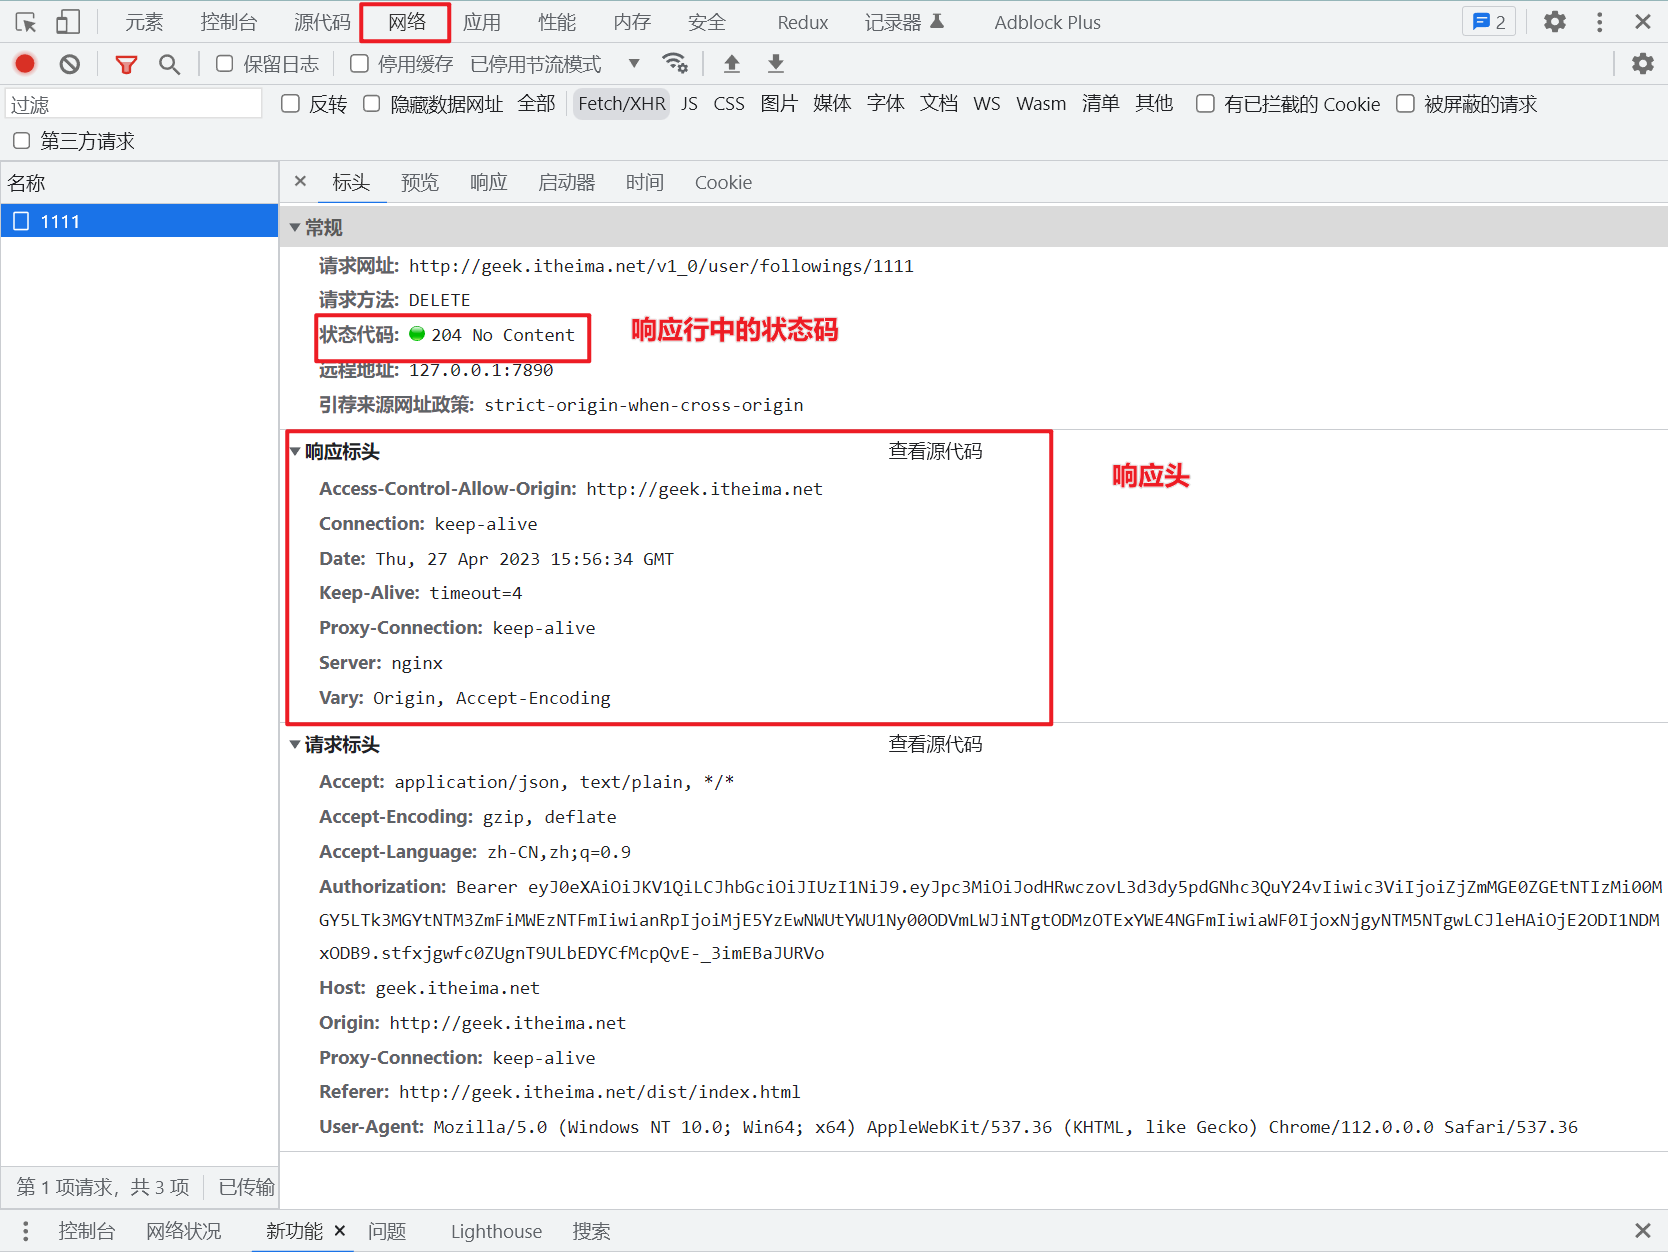 元素 控制台 源代码 网络 应用 性能 内存 安全 Redux 记录器 Adblock Plus 2
保留日志 停用缓存 已停用节流模式
过滤 反转 隐藏数据网址 全部 Fetch/XHR JS CSS 图片 媒体 字体 文档 WS Wasm 清单 其他 有已拦截的 Cookie 被屏蔽的请求
第三方请求
名称 标头 预览 响应 启动器 时间 Cookie
1111
常规
请求网址: http://geek.itheima.net/v1_0/user/followings/1111
请求方法: DELETE
状态代码: 204 No Content 响应行中的状态码
远程地址: 127.0.0.1:7890
引荐来源网址政策: strict-origin-when-cross-origin
响应标头 查看源代码 响应头
Access-Control-Allow-Origin: http://geek.itheima.net
Connection: keep-alive
Date: Thu, 27 Apr 2023 15:56:34 GMT
Keep-Alive: timeout=4
Proxy-Connection: keep-alive
Server: nginx
Vary: Origin, Accept-Encoding
请求标头 查看源代码
Accept: application/json, text/plain, */*
Accept-Encoding: gzip, deflate
Accept-Language: zh-CN,zh;q=0.9
Authorization: Bearer eyJ0eXAiOiJKV1QiLCJhbGciOiJIUzI1NiJ9.eyJpc3MiOiJodHRwczovL3d3dy5pdGNhc3QuY24vIiwic3ViIjoiZjZmMGE0ZGEtNTIzMi00M
GY5LTk3MGYtNTM3ZmFiMWEzNTFmIiwianRpIjoiMjE5YzEwNWUtYWU1Ny00ODVmLWJiNTgtODMzOTExYWE4NGFmIiwiaWF0IjoxNjgyNTM5NTgwLCJleHAiOjE2ODI1NDM
xODB9.stfxjgwfc0ZUgnT9ULbEDYCfMcpQvE-_3imEBaJURVo
Host: geek.itheima.net
Origin: http://geek.itheima.net
Proxy-Connection: keep-alive
Referer: http://geek.itheima.net/dist/index.html
User-Agent: Mozilla/5.0 (Windows NT 10.0; Win64; x64) AppleWebKit/537.36 (KHTML, like Gecko) Chrome/112.0.0.0 Safari/537.36
第 1 项请求，共 3 项 已传输
控制台 网络状况 新功能 问题 Lighthouse 搜索